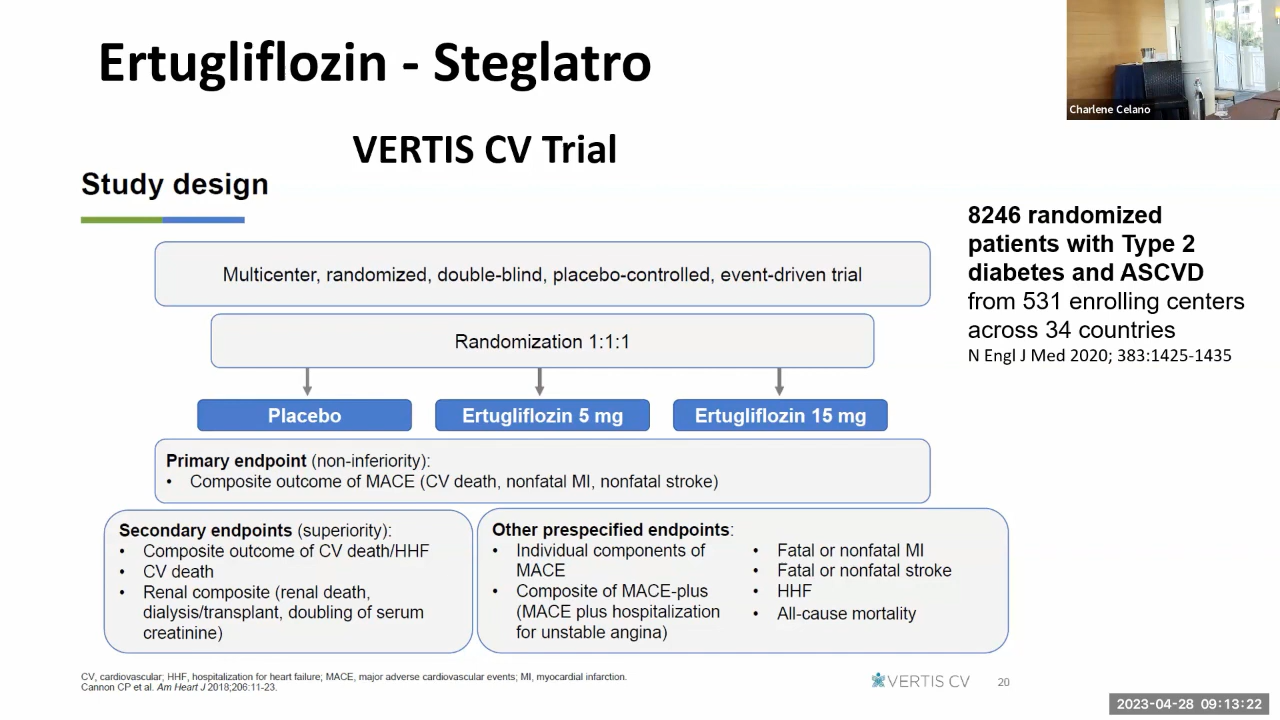 Ertugliflozin - Steglatro
Charlene Celano
VERTIS CV Trial
Study design
8246 randomized
patients with Type 2
diabetes and ASCVD
from 531 enrolling centers
across 34 countries
N Engl J Med 2020; 383:1425-1435
Multicenter, randomized, double-blind, placebo-controlled, event-driven trial
Randomization 1:1:1
Placebo
Ertugliflozin 5 mg
Ertugliflozin 15 mg
Primary endpoint (non-inferiority):
• Composite outcome of MACE (CV death, nonfatal MI, nonfatal stroke)
Secondary endpoints (superiority):
• Composite outcome of CV death/HHF
• CV death
• Renal composite (renal death,
dialysis/transplant, doubling of serum
creatinine)
Other prespecified endpoints:
• Individual components of
MACE
• Composite of MACE-plus
(MACE plus hospitalization
for unstable angina)
• Fatal or nonfatal MI
• Fatal or nonfatal stroke
• HHF
• All-cause mortality
CV, cardiovascular; HHF, hospitalization for heart failure; MACE, major adverse cardiovascular events; MI, myocardial infarction.
Cannon CP et al. Am Heart J 2018;206:11-23.
VERTIS CV
20
2023-04-28 09:13:22